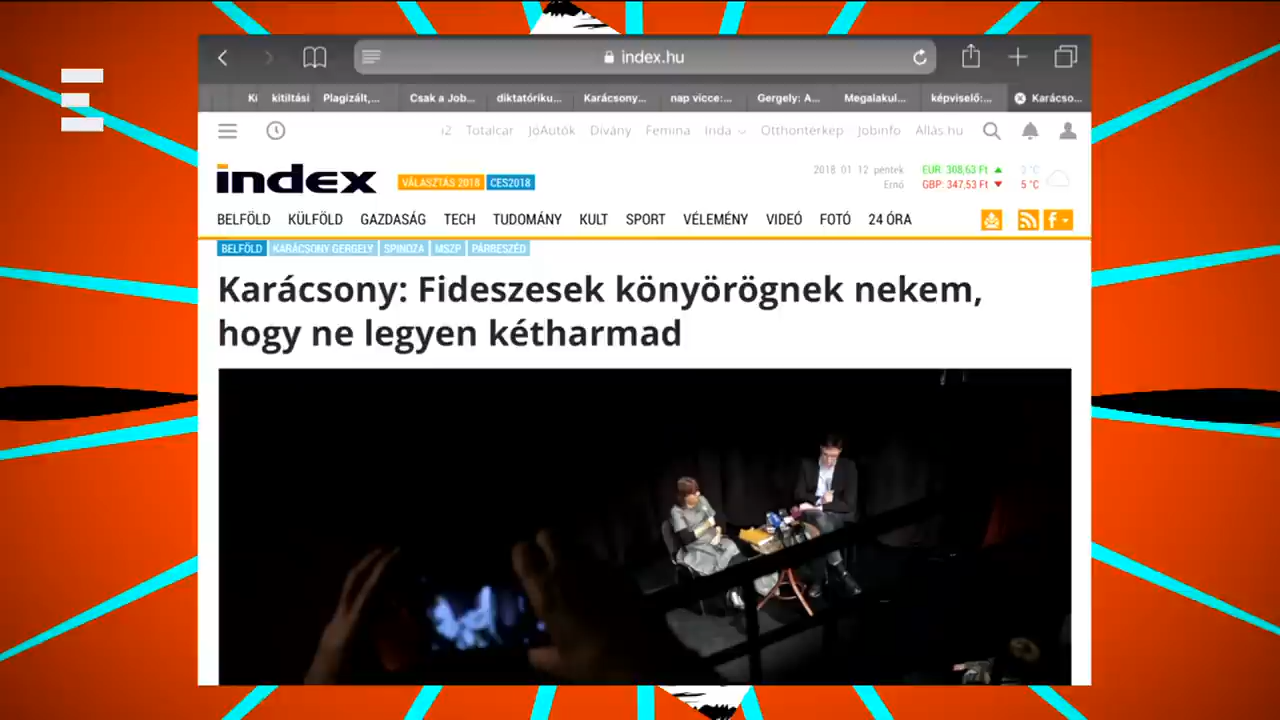 index.hu
Ki kitiltási Plagizált,... Csak a Job... diktatóriku... Karácsony... nap vicce:... Gergely: A... Megalakul... képviselő:... Karácso...
i2 Totalcar JóAutók Dívány Femina Inda Otthontérkép Jobinfo Állás.hu
index VÁLASZTÁS 2018 CES2018
2018 01 12 péntek EUR: 308,63 Ft 3 °C
Ernő GBP: 347,53 Ft 5 °C
BELFÖLD KÜLFÖLD GAZDASÁG TECH TUDOMÁNY KULT SPORT VÉLEMÉNY VIDEÓ FOTÓ 24 ÓRA
BELFÖLD KARÁCSONY GERGELY SPINOZA MSZP PÁRBESZÉD
Karácsony: Fideszesek könyörögnek nekem,
hogy ne legyen kétharmad